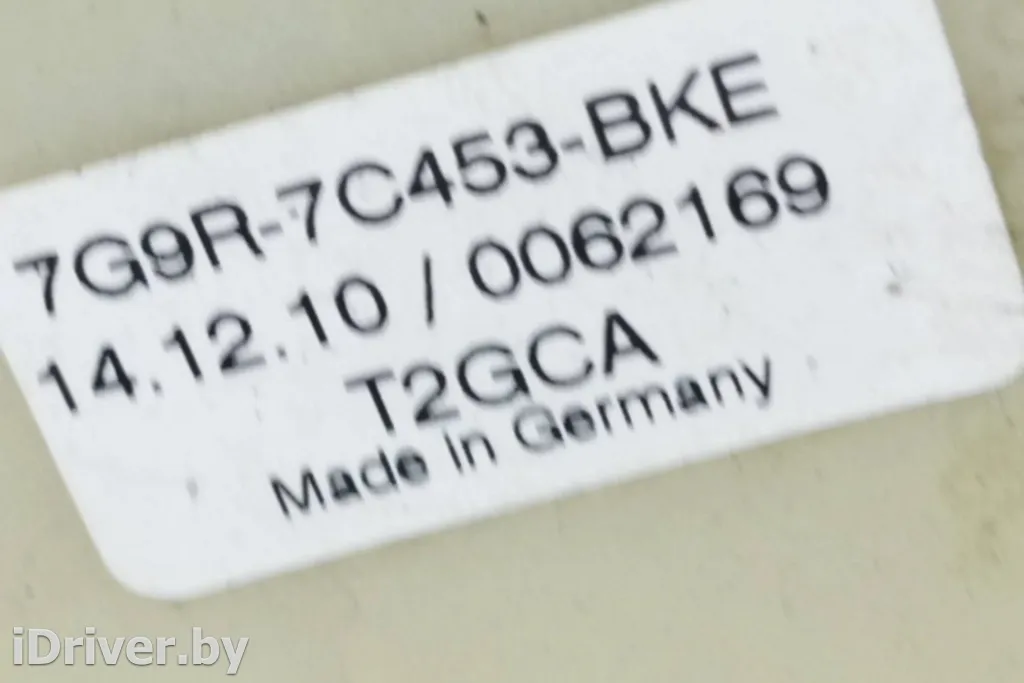 7G9R-7C453-BKE
14.12.10 / 0062169
T2GCA
Made in Germany
iDriver.by